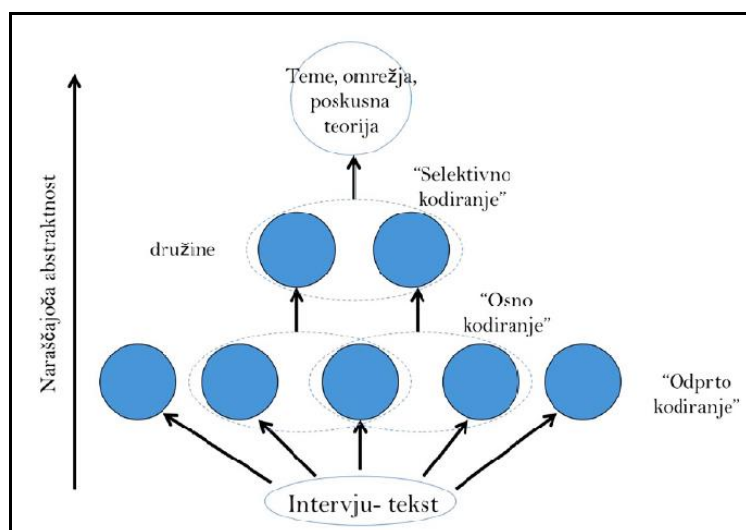 Teme, omrežja,
poskusna
teorija
"Selektivno
kodiranje"
družine
"Osno
kodiranje"
"Odprto
kodiranje"
Intervju- tekst
Naraščajoča abstraktnost